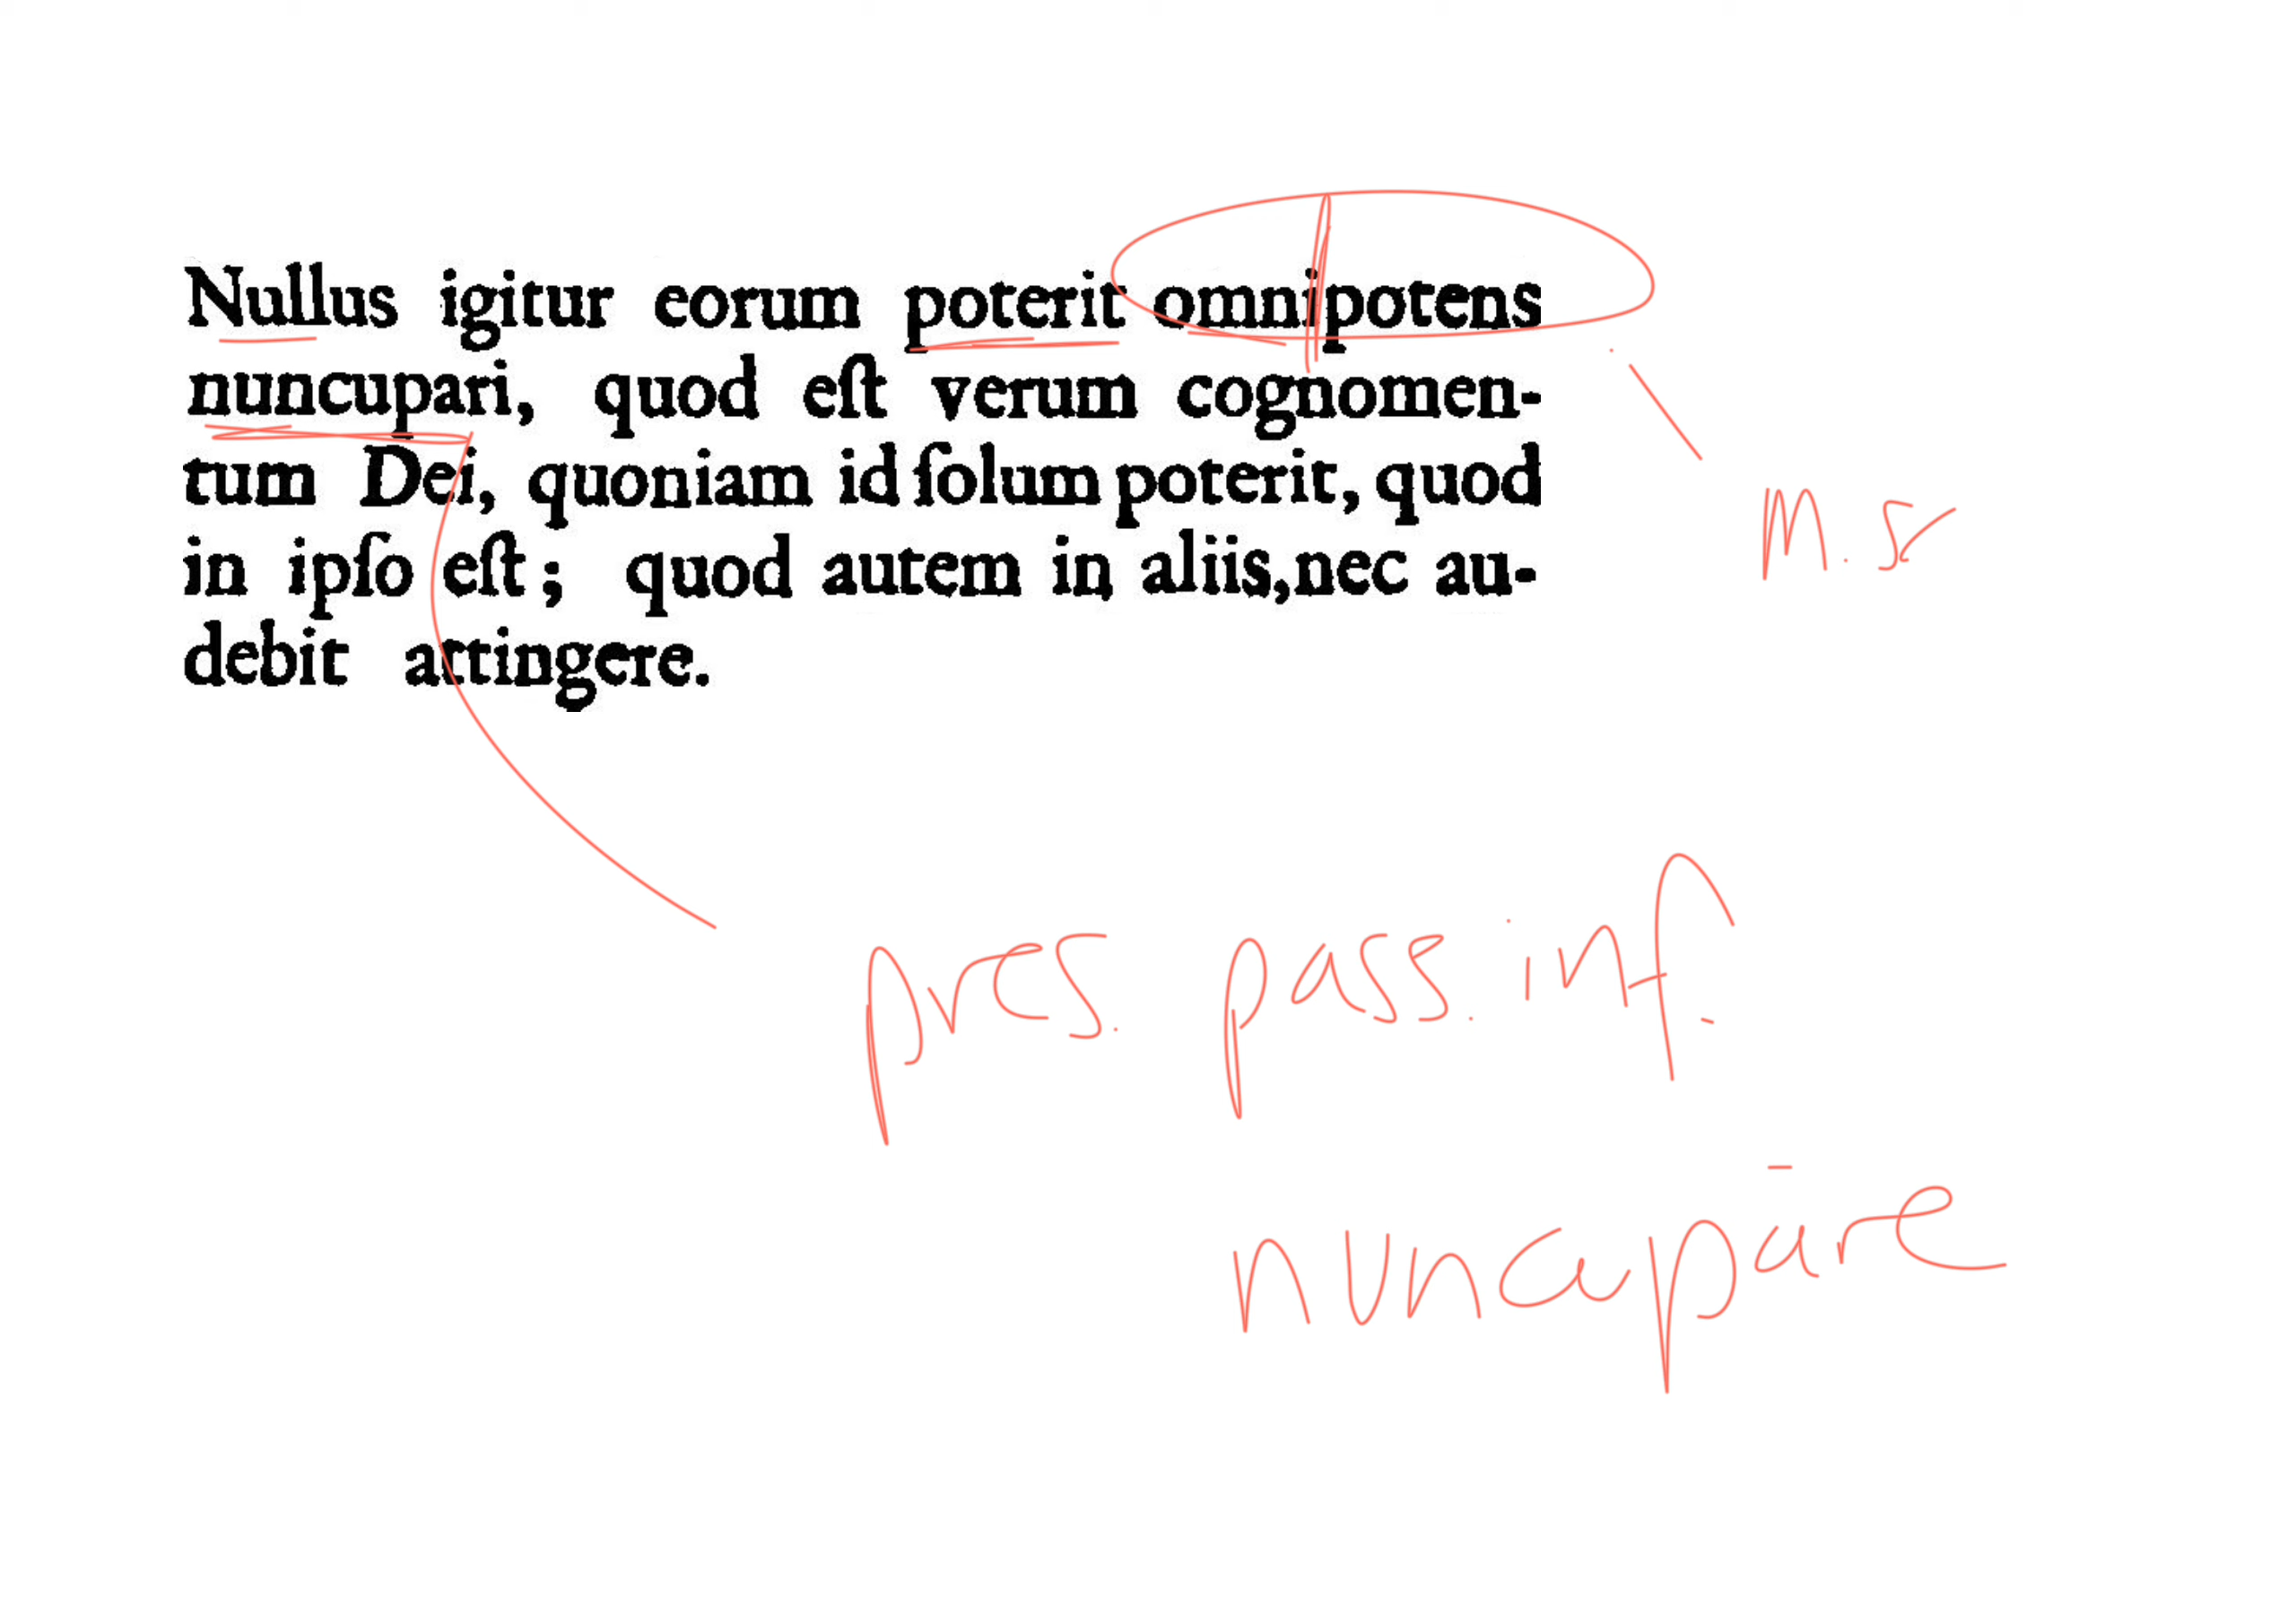 Nullus igitur eorum poterit omnipotens
nuncupari, quod eſt verum cognomen-
tum Dei, quoniam id ſolum poterit, quod
in ipſo eſt; quod autem in aliis, nec au-
debit attingere.
pres. pass. inf.
nuncupāre